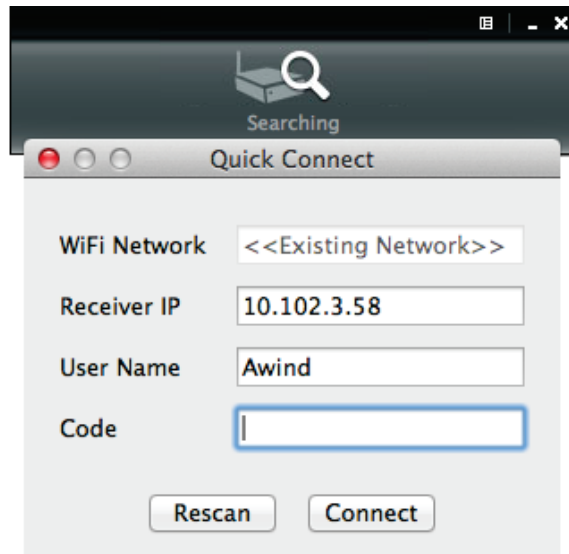 Searching
Quick Connect
WiFi Network <<Existing Network>>
Receiver IP 10.102.3.58
User Name Awind
Code
Rescan Connect